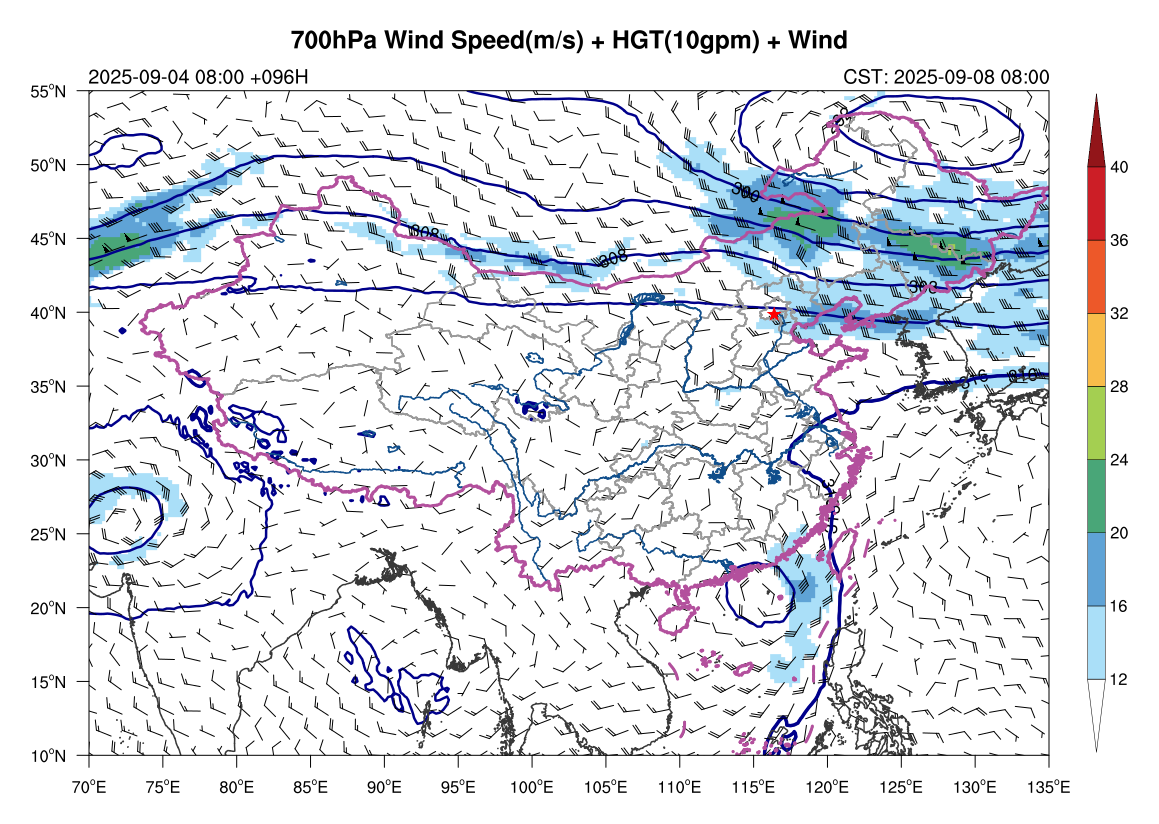 700hPa Wind Speed(m/s) + HGT(10gpm) + Wind
2025-09-04 08:00 +096H
CST: 2025-09-08 08:00
55°N
50°N
45°N
40°N
35°N
30°N
25°N
20°N
15°N
10°N
70°E
75°E
80°E
85°E
90°E
95°E
100°E
105°E
110°E
115°E
120°E
125°E
130°E
135°E
40
36
32
28
24
20
16
12
300
308
308
316